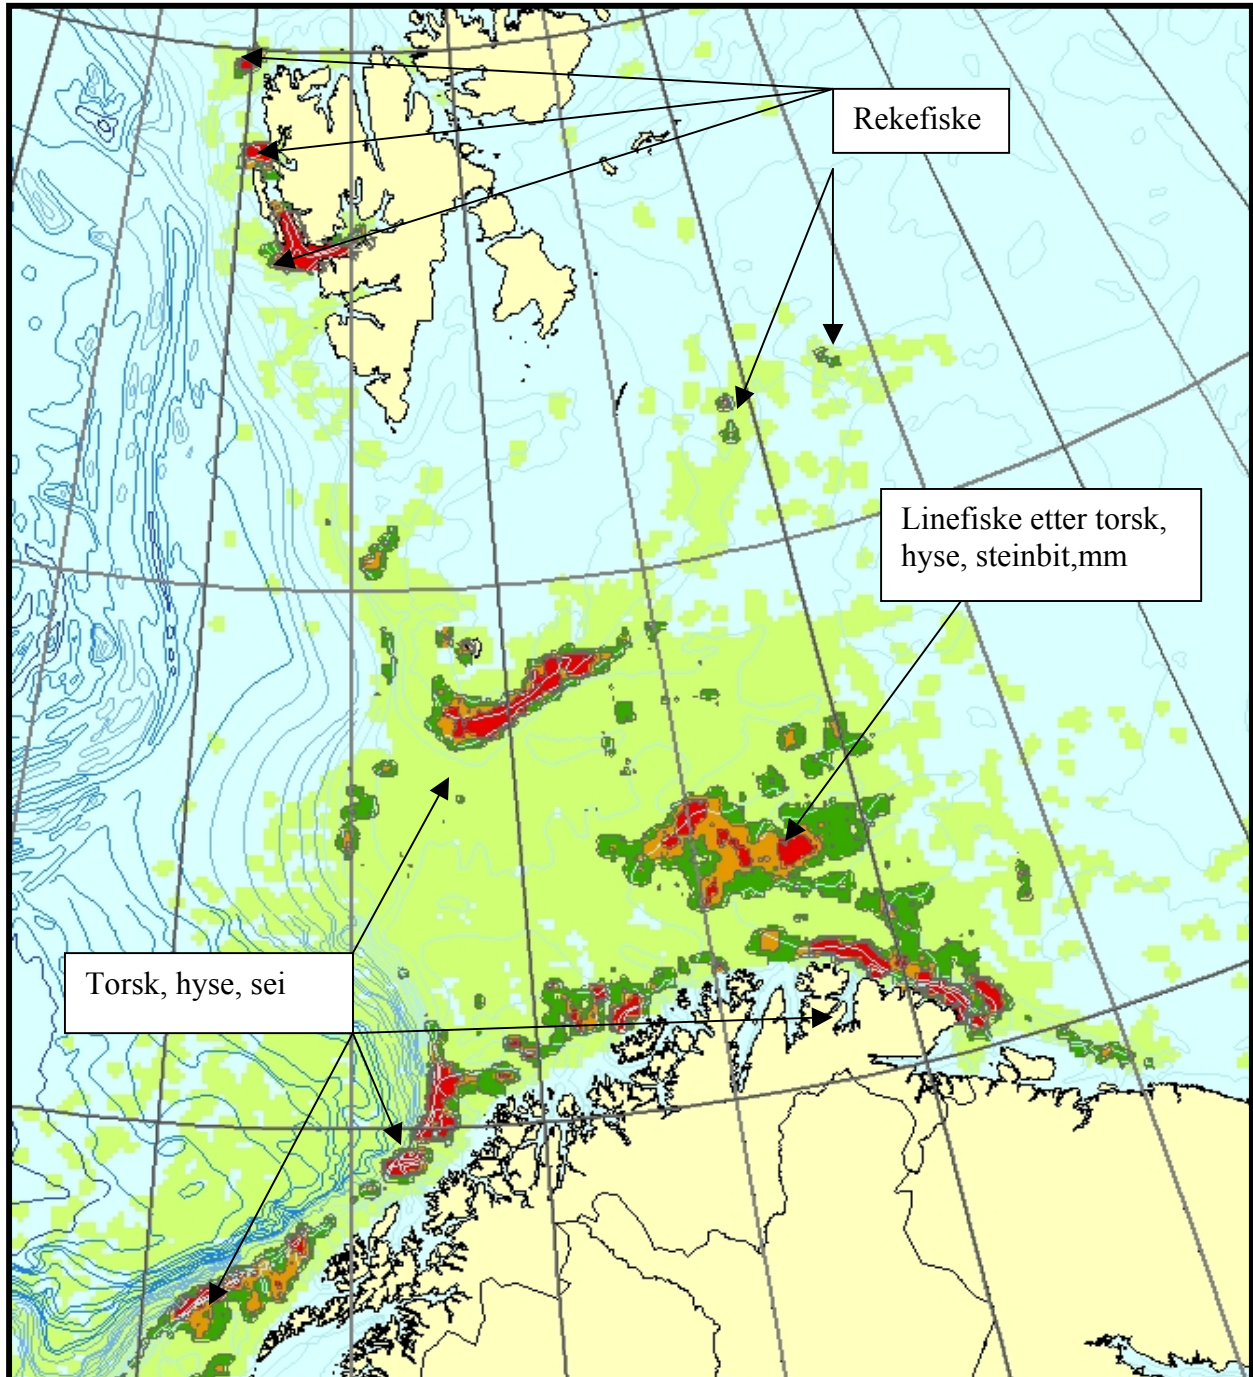 Rekefiske
Linefiske etter torsk,
hyse, steinbit,mm
Torsk, hyse, sei